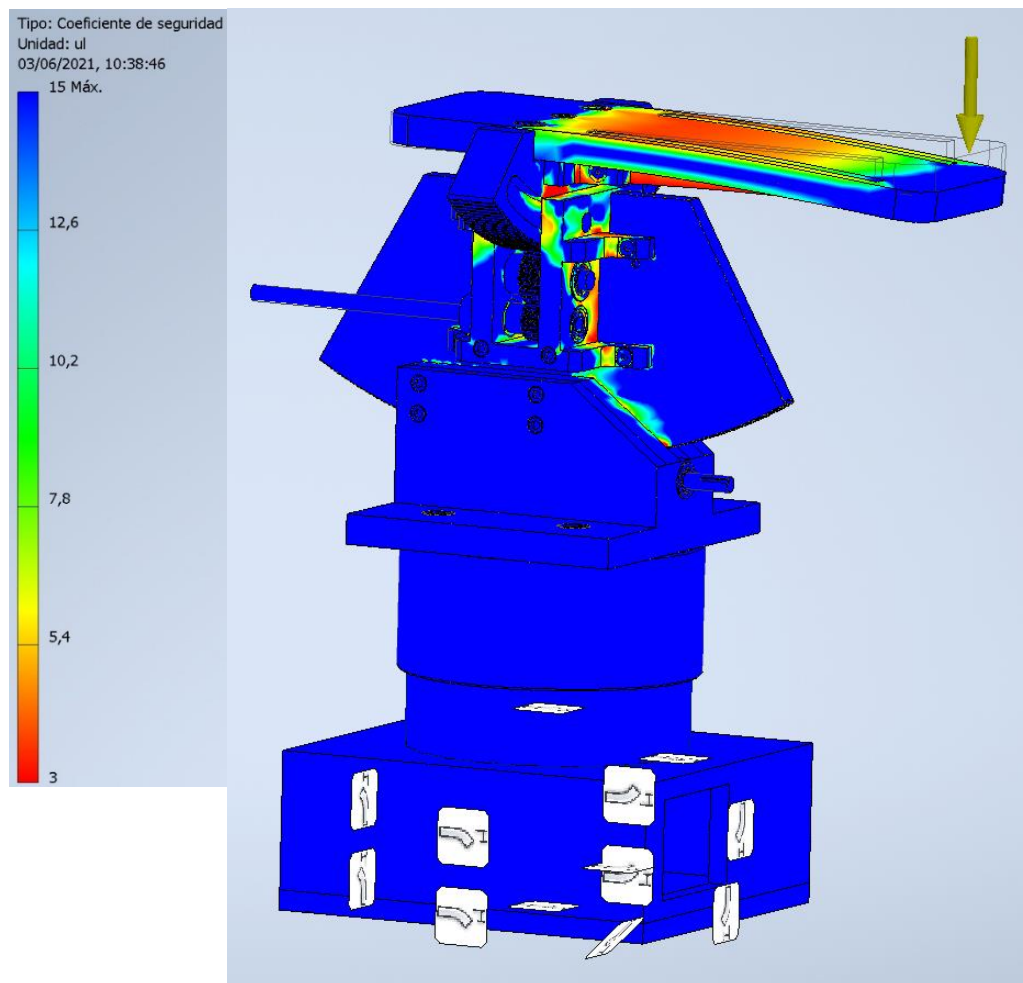 Tipo: Coeficiente de seguridad
Unidad: ul
03/06/2021, 10:38:46
15 Máx.
12,6
10,2
7,8
5,4
3